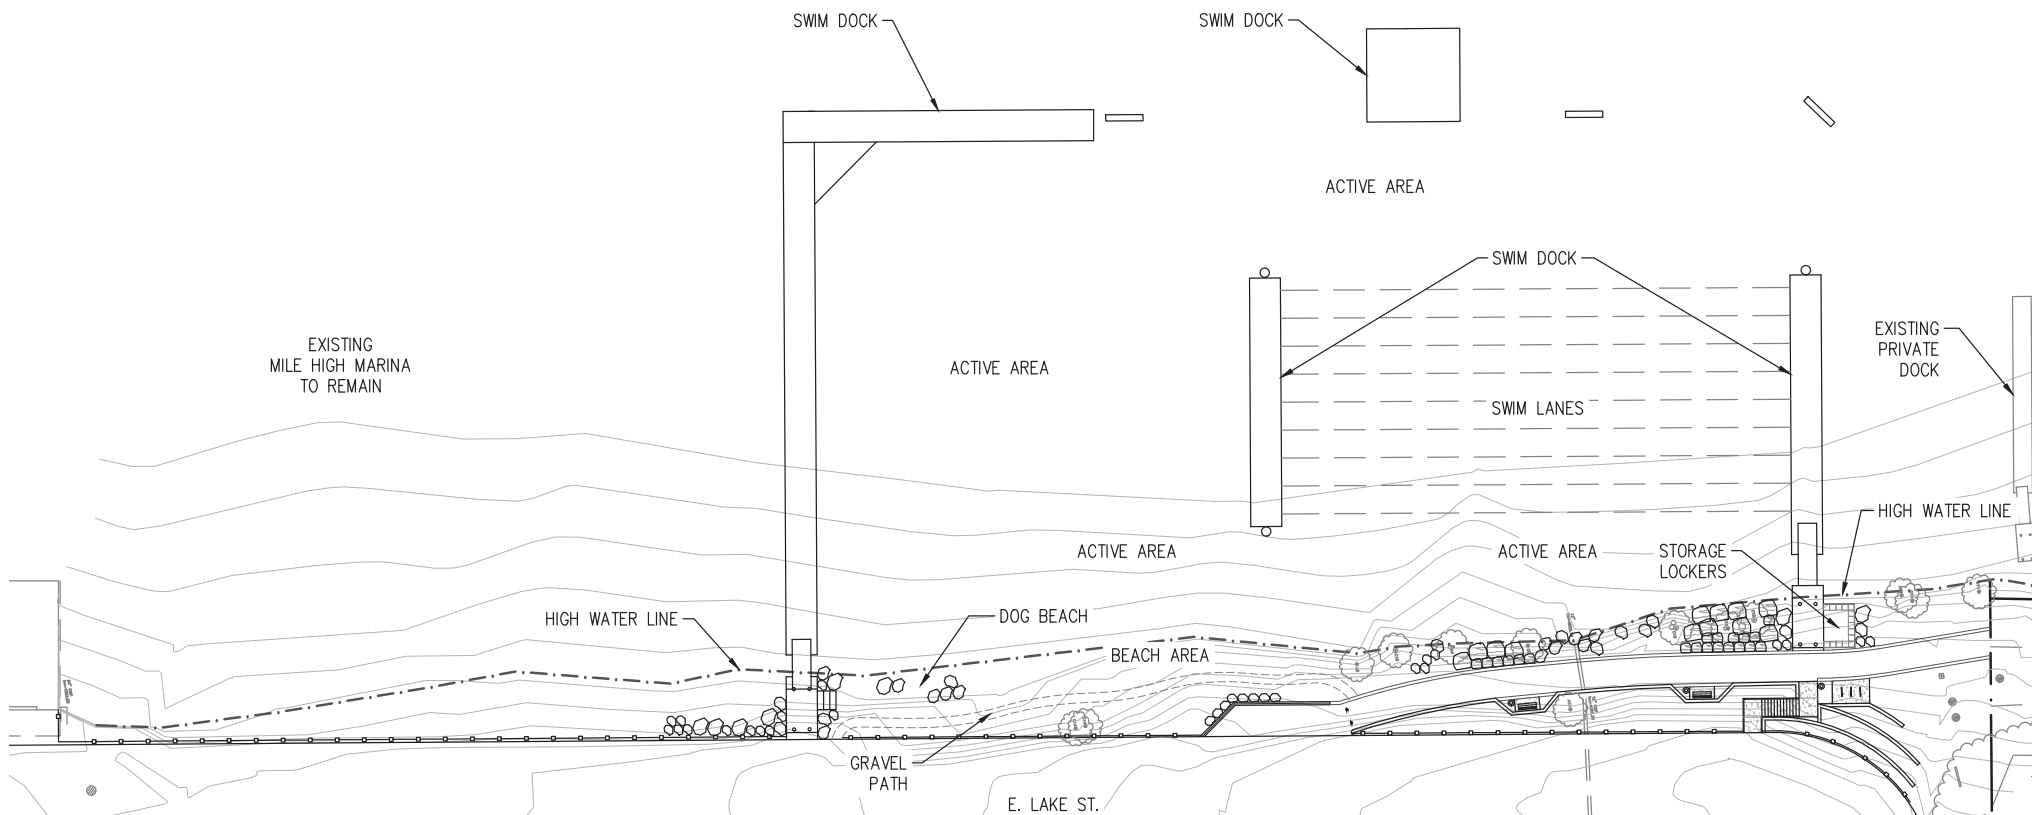 SWIM DOCK
SWIM DOCK
ACTIVE AREA
SWIM DOCK
EXISTING
MILE HIGH MARINA
TO REMAIN
EXISTING
PRIVATE
DOCK
ACTIVE AREA
SWIM LANES
HIGH WATER LINE
ACTIVE AREA
ACTIVE AREA
STORAGE
LOCKERS
HIGH WATER LINE
DOG BEACH
BEACH AREA
GRAVEL
PATH
E. LAKE ST.